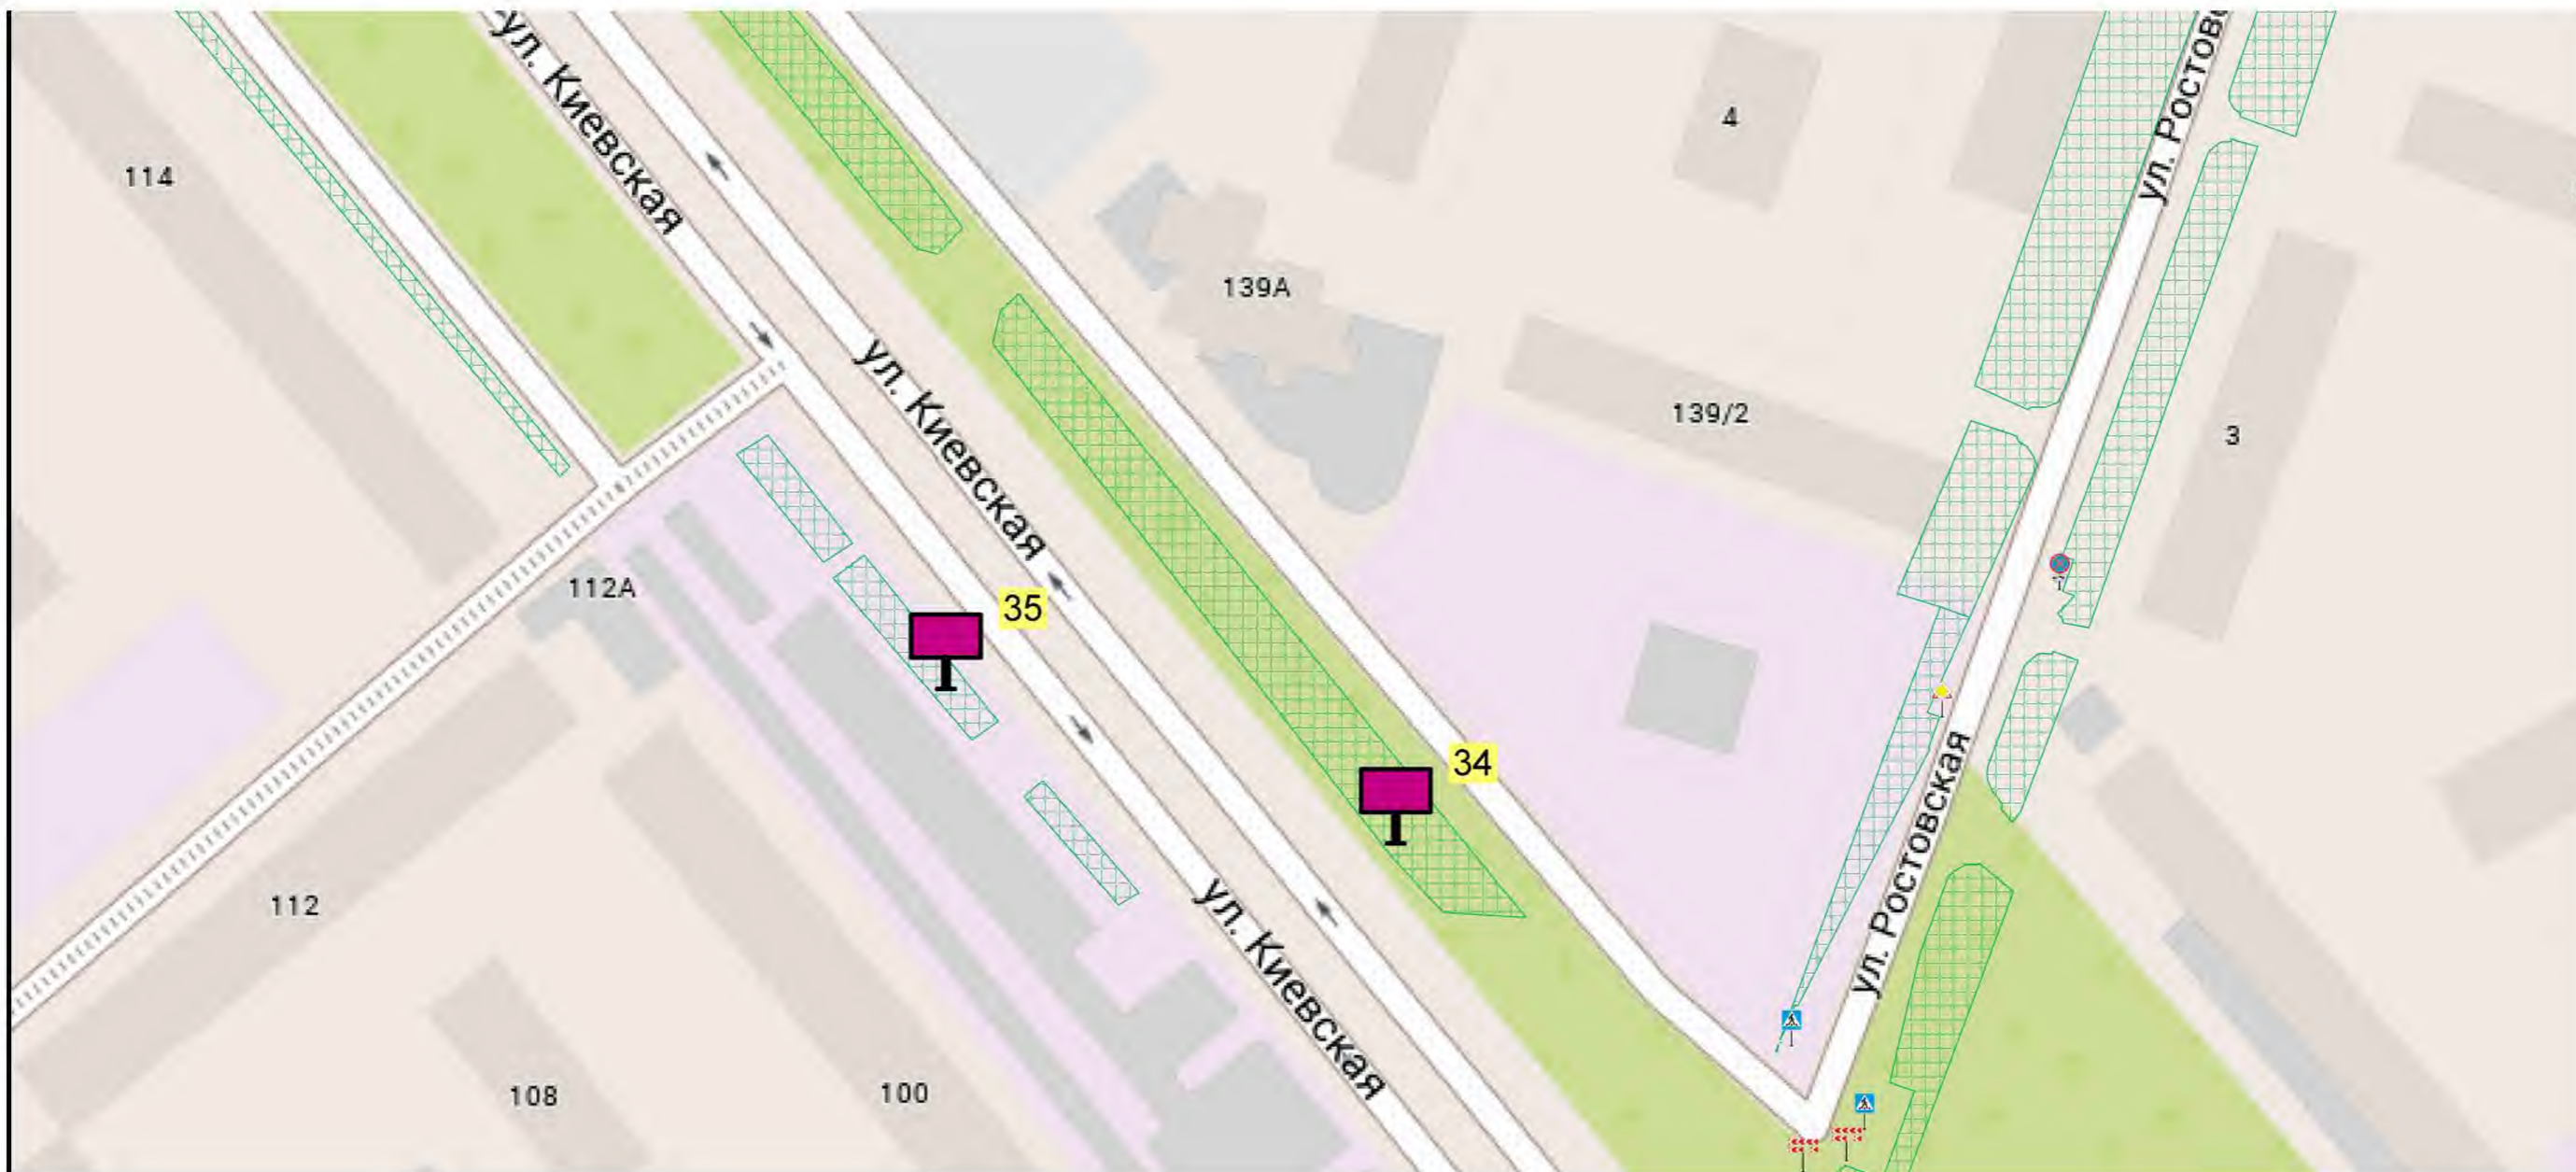 ул. Киевская
ул. Ростовс
4
114
139А
ул. Киевская
139/2
3
112А
35
34
ул. Ростовская
112
ул. Киевская
108
100